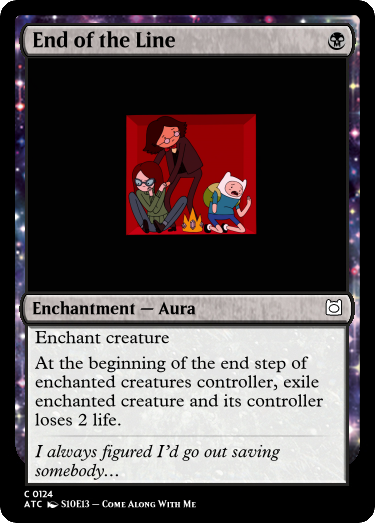 End of the Line
Enchantment — Aura
Enchant creature
At the beginning of the end step of
enchanted creatures controller, exile
enchanted creature and its controller
loses 2 life.
I always figured I'd go out saving
somebody…
C 0124
ATC S10E13 — Come Along With Me